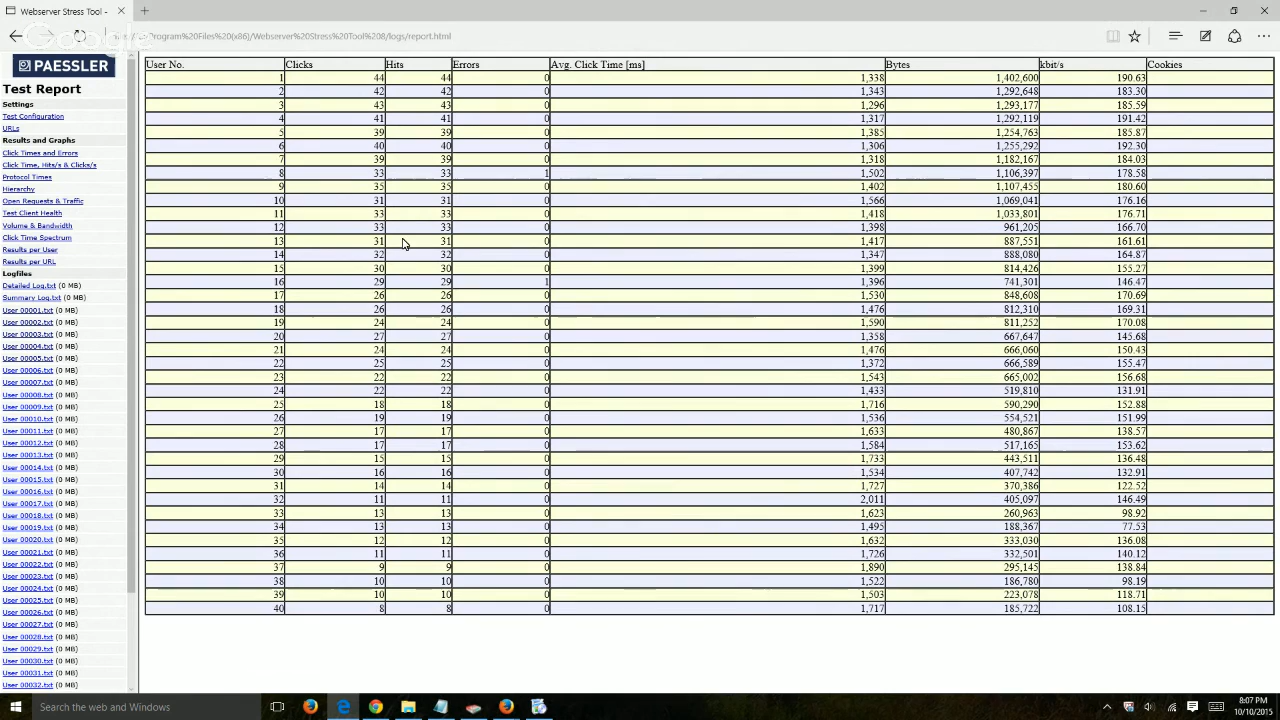 Webserver Stress Tool -
Program%20Files%20(x86)/Webserver%20Stress%20Tool%208/logs/report.html
Google
PAESSLER
Test Report
Settings
Test Configuration
URLs
Results and Graphs
Click Times and Errors
Click Time, Hits/s & Clicks/s
Protocol Times
Hierarchy
Open Requests & Traffic
Test Client Health
Volume & Bandwidth
Click Time Spectrum
Results per User
Results per URL
Logfiles
Detailed Log.txt (0 MB)
Summary Log.txt (0 MB)
User 00001.txt (0 MB)
User 00002.txt (0 MB)
User 00003.txt (0 MB)
User 00004.txt (0 MB)
User 00005.txt (0 MB)
User 00006.txt (0 MB)
User 00007.txt (0 MB)
User 00008.txt (0 MB)
User 00009.txt (0 MB)
User 00010.txt (0 MB)
User 00011.txt (0 MB)
User 00012.txt (0 MB)
User 00013.txt (0 MB)
User 00014.txt (0 MB)
User 00015.txt (0 MB)
User 00016.txt (0 MB)
User 00017.txt (0 MB)
User 00018.txt (0 MB)
User 00019.txt (0 MB)
User 00020.txt (0 MB)
User 00021.txt (0 MB)
User 00022.txt (0 MB)
User 00023.txt (0 MB)
User 00024.txt (0 MB)
User 00025.txt (0 MB)
User 00026.txt (0 MB)
User 00027.txt (0 MB)
User 00028.txt (0 MB)
User 00029.txt (0 MB)
User 00030.txt (0 MB)
User 00031.txt (0 MB)
User 00032.txt (0 MB)
User No. Clicks Hits Errors Avg. Click Time [ms] Bytes kbit/s Cookies
1 44 44 0 1,338 1,402,600 190.63
2 42 42 0 1,343 1,292,648 183.30
3 43 43 0 1,296 1,293,177 185.59
4 41 41 0 1,317 1,292,119 191.42
5 39 39 0 1,385 1,254,763 185.87
6 40 40 0 1,306 1,255,292 192.30
7 39 39 0 1,318 1,182,167 184.03
8 33 33 1 1,502 1,106,397 178.58
9 35 35 0 1,402 1,107,455 180.60
10 31 31 0 1,566 1,069,041 176.16
11 33 33 0 1,418 1,033,801 176.71
12 33 33 0 1,398 961,205 166.70
13 31 31 0 1,417 887,551 161.61
14 32 32 0 1,347 888,080 164.87
15 30 30 0 1,399 814,426 155.27
16 29 29 1 1,396 741,301 146.47
17 26 26 0 1,530 848,608 170.69
18 26 26 0 1,476 812,310 169.31
19 24 24 0 1,590 811,252 170.08
20 27 27 0 1,358 667,647 145.68
21 24 24 0 1,476 666,060 150.43
22 25 25 0 1,372 666,589 155.47
23 22 22 0 1,543 665,002 156.68
24 22 22 0 1,433 519,810 131.91
25 18 18 0 1,716 590,290 152.88
26 19 19 0 1,536 554,521 151.99
27 17 17 0 1,633 480,867 138.57
28 17 17 0 1,584 517,165 153.62
29 15 15 0 1,733 443,511 136.48
30 16 16 0 1,534 407,742 132.91
31 14 14 0 1,727 370,386 122.52
32 11 11 0 2,011 405,097 146.49
33 13 13 0 1,623 260,963 98.92
34 13 13 0 1,495 188,367 77.53
35 12 12 0 1,632 333,030 136.08
36 11 11 0 1,726 332,501 140.12
37 9 9 0 1,890 295,145 138.84
38 10 10 0 1,522 186,780 98.19
39 10 10 0 1,503 223,078 118.71
40 8 8 0 1,717 185,722 108.15
Search the web and Windows
8:07 PM
10/10/2015